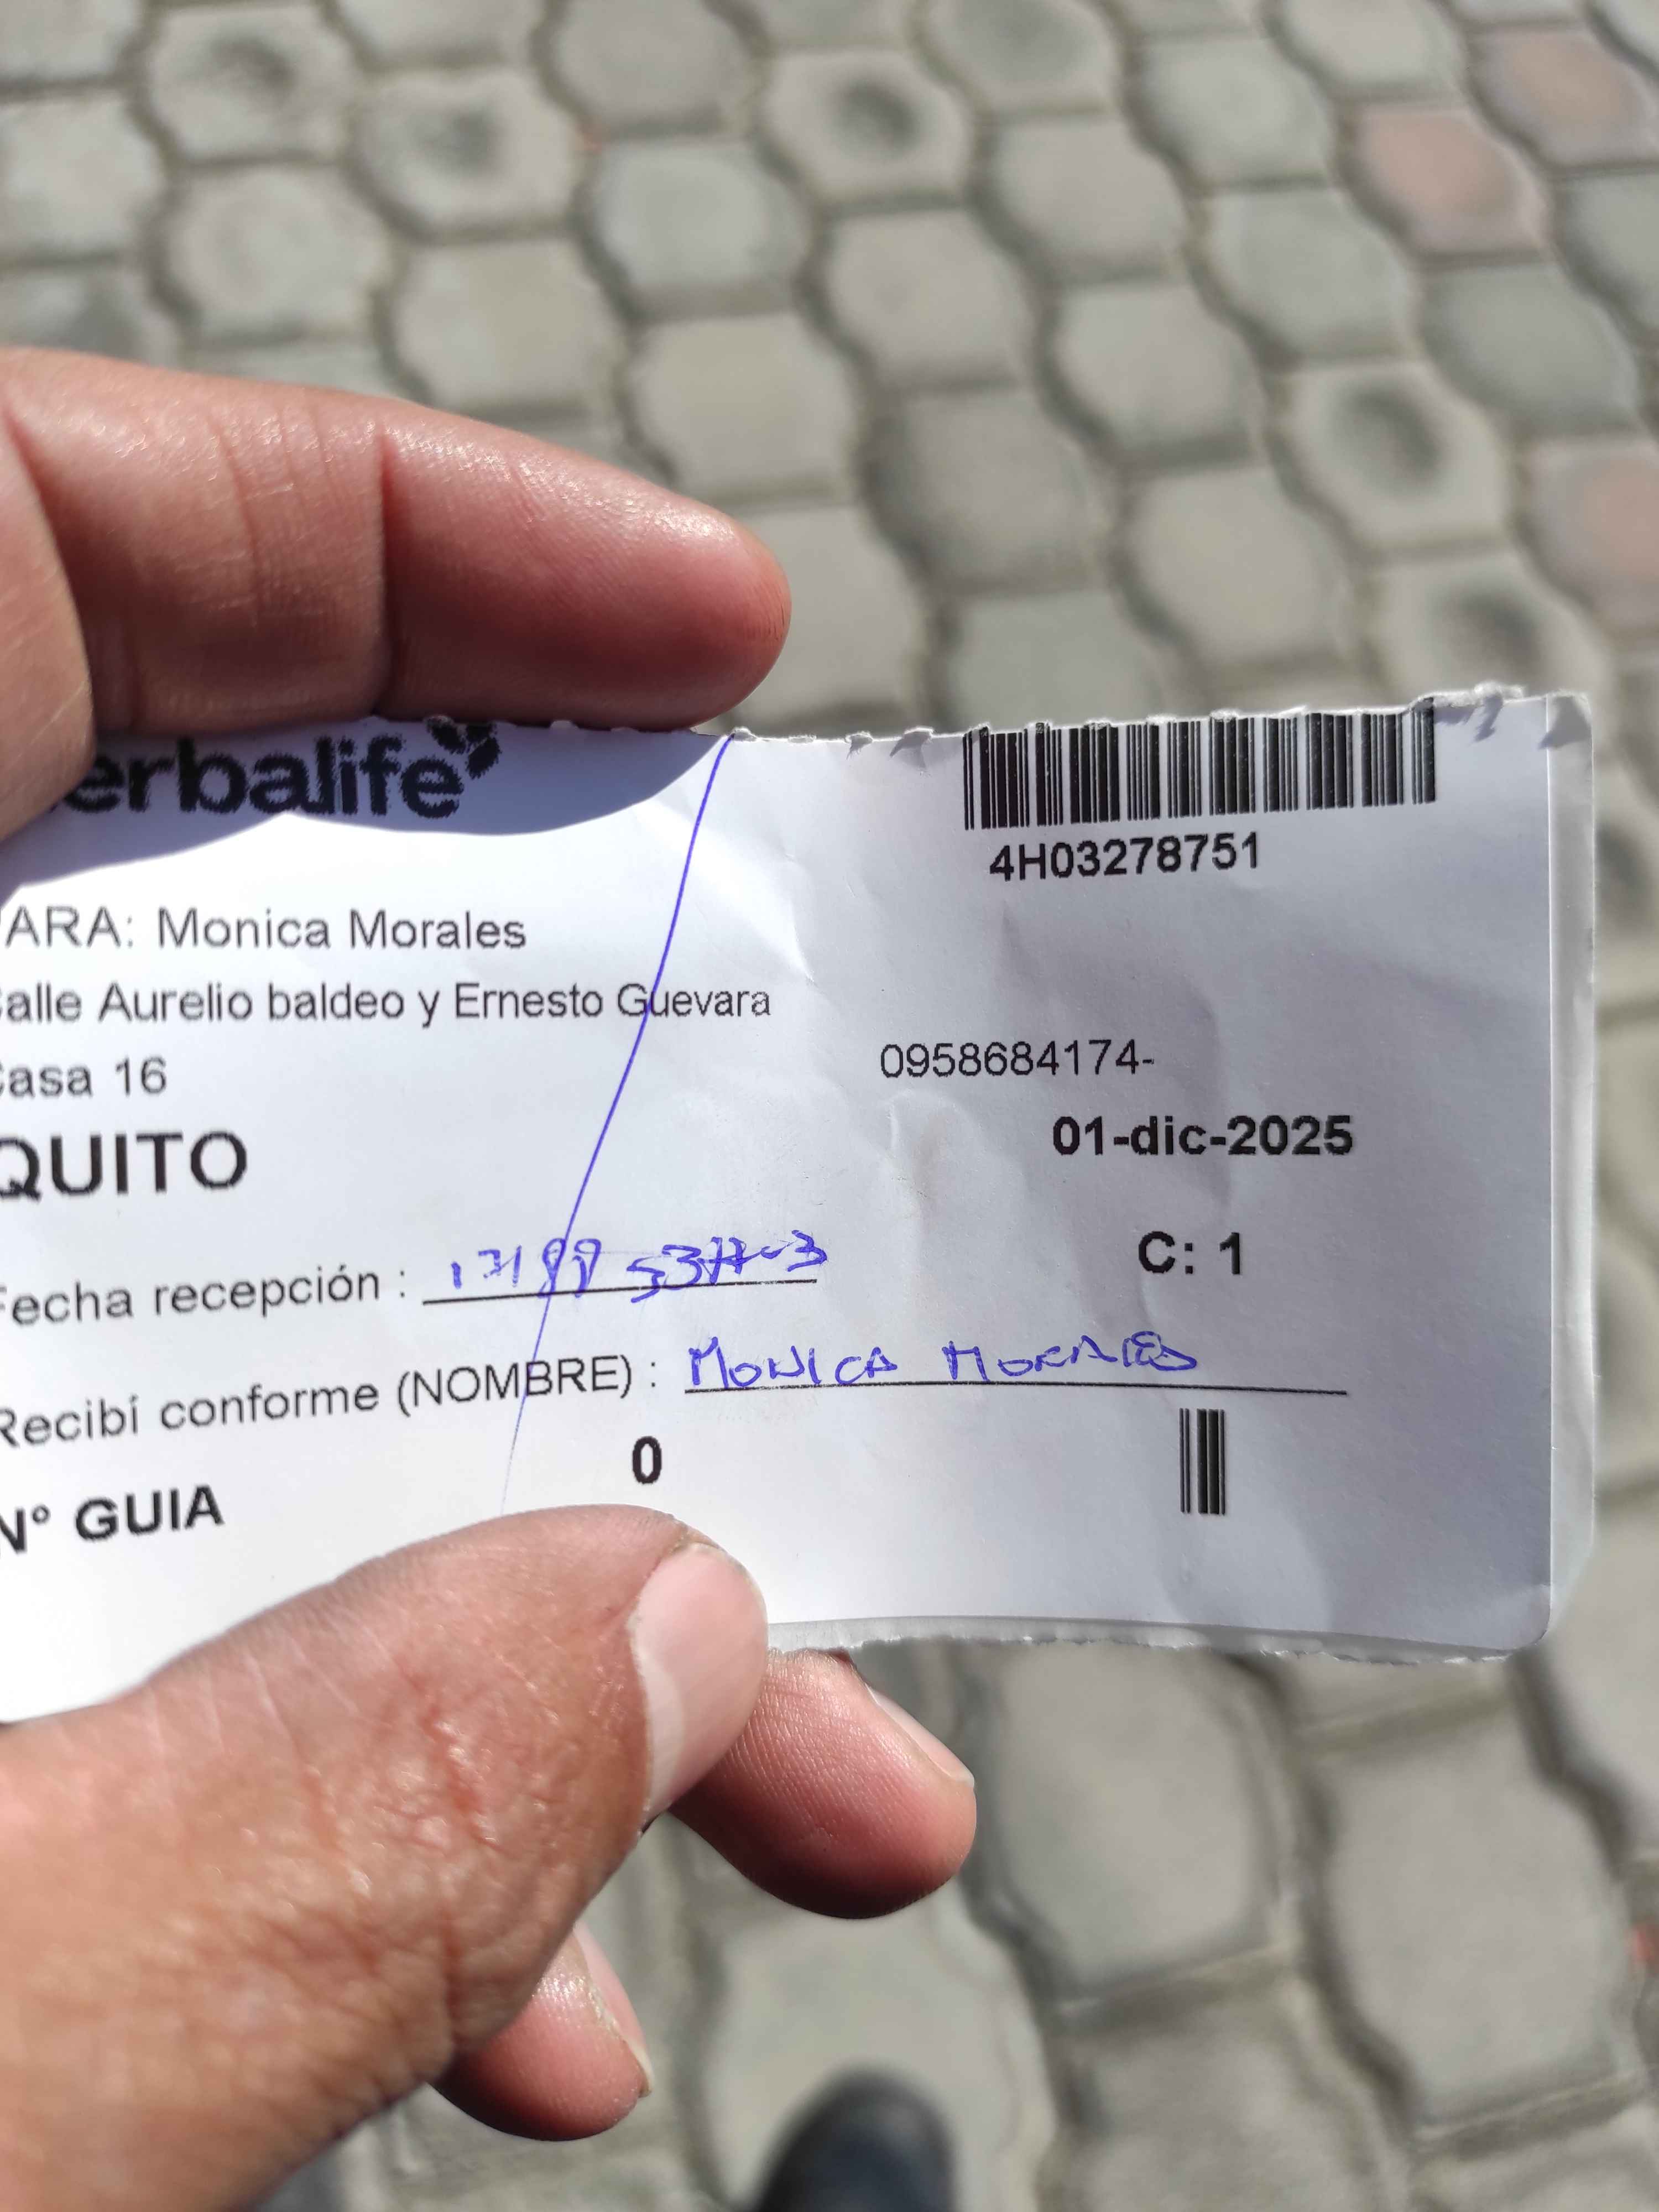 erbalife
4H03278751
ARA: Monica Morales
alle Aurelio baldeo y Ernesto Guevara
asa 16
0958684174-
QUITO
01-dic-2025
Fecha recepción :
C: 1
Recibí conforme (NOMBRE) : MONICA MORALES
N° GUIA
0